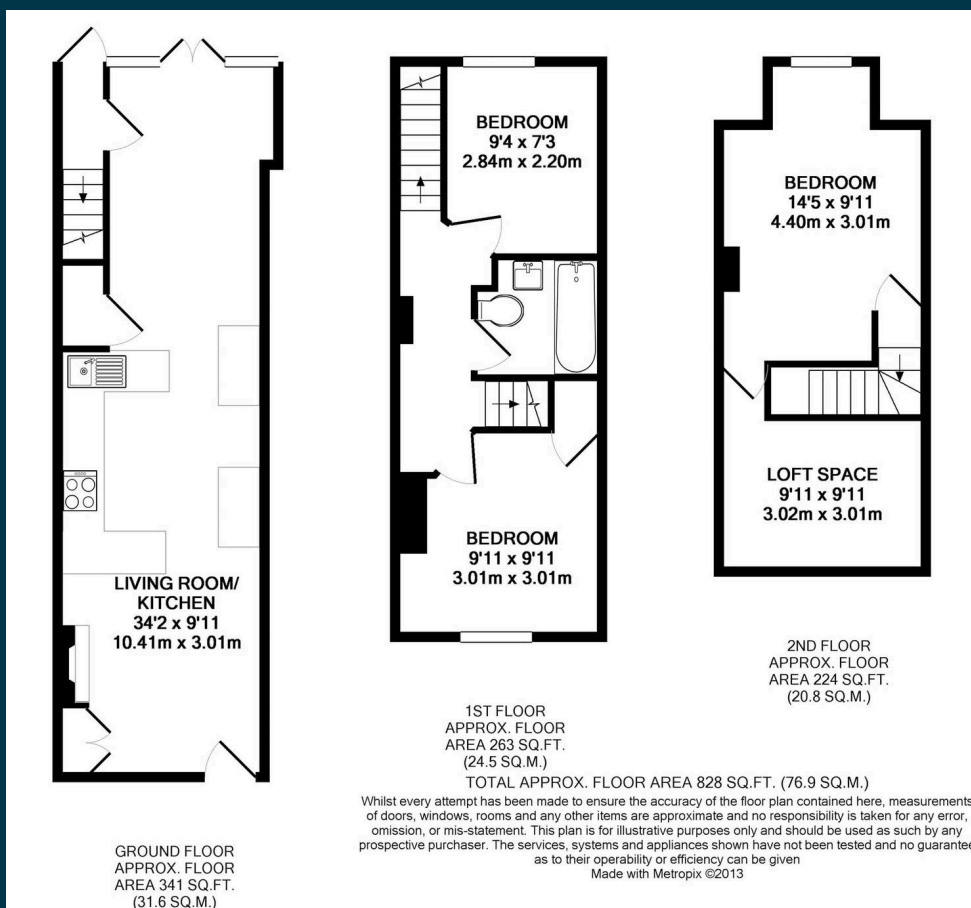 LIVING ROOM/
KITCHEN
34'2 x 9'11
10.41m x 3.01m
GROUND FLOOR
APPROX. FLOOR
AREA 341 SQ.FT.
(31.6 SQ.M.)
BEDROOM
9'4 x 7'3
2.84m x 2.20m
BEDROOM
9'11 x 9'11
3.01m x 3.01m
1ST FLOOR
APPROX. FLOOR
AREA 263 SQ.FT.
(24.5 SQ.M.)
BEDROOM
14'5 x 9'11
4.40m x 3.01m
LOFT SPACE
9'11 x 9'11
3.02m x 3.01m
2ND FLOOR
APPROX. FLOOR
AREA 224 SQ.FT.
(20.8 SQ.M.)
TOTAL APPROX. FLOOR AREA 828 SQ.FT. (76.9 SQ.M.)
Whilst every attempt has been made to ensure the accuracy of the floor plan contained here, measurements
of doors, windows, rooms and any other items are approximate and no responsibility is taken for any error,
omission, or mis-statement. This plan is for illustrative purposes only and should be used as such by any
prospective purchaser. The services, systems and appliances shown have not been tested and no guarantee
as to their operability or efficiency can be given
Made with Metropix ©2013